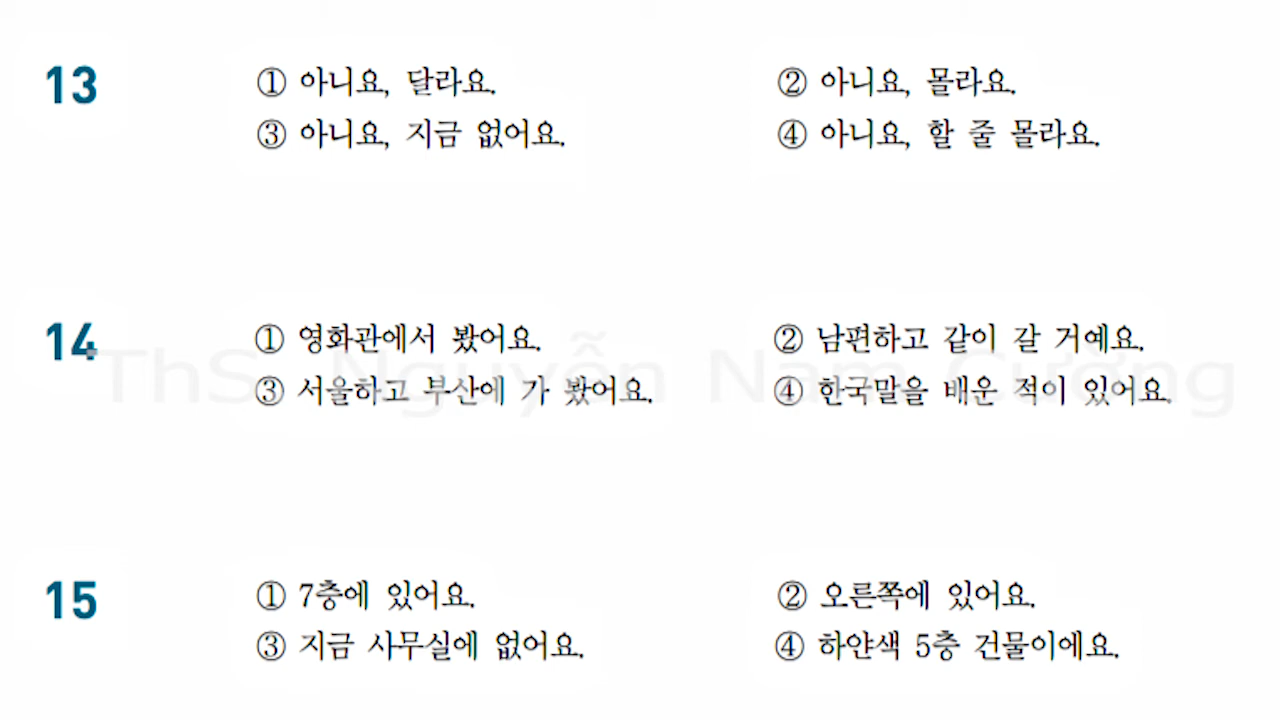 13 ① 아니요, 달라요. ② 아니요, 몰라요.
③ 아니요, 지금 없어요. ④ 아니요, 할 줄 몰라요.
14 ① 영화관에서 봤어요. ② 남편하고 같이 갈 거예요.
ThS. Nguyễn Nam Cường
③ 서울하고 부산에 가 봤어요. ④ 한국말을 배운 적이 있어요.
15 ① 7층에 있어요. ② 오른쪽에 있어요.
③ 지금 사무실에 없어요. ④ 하얀색 5층 건물이에요.